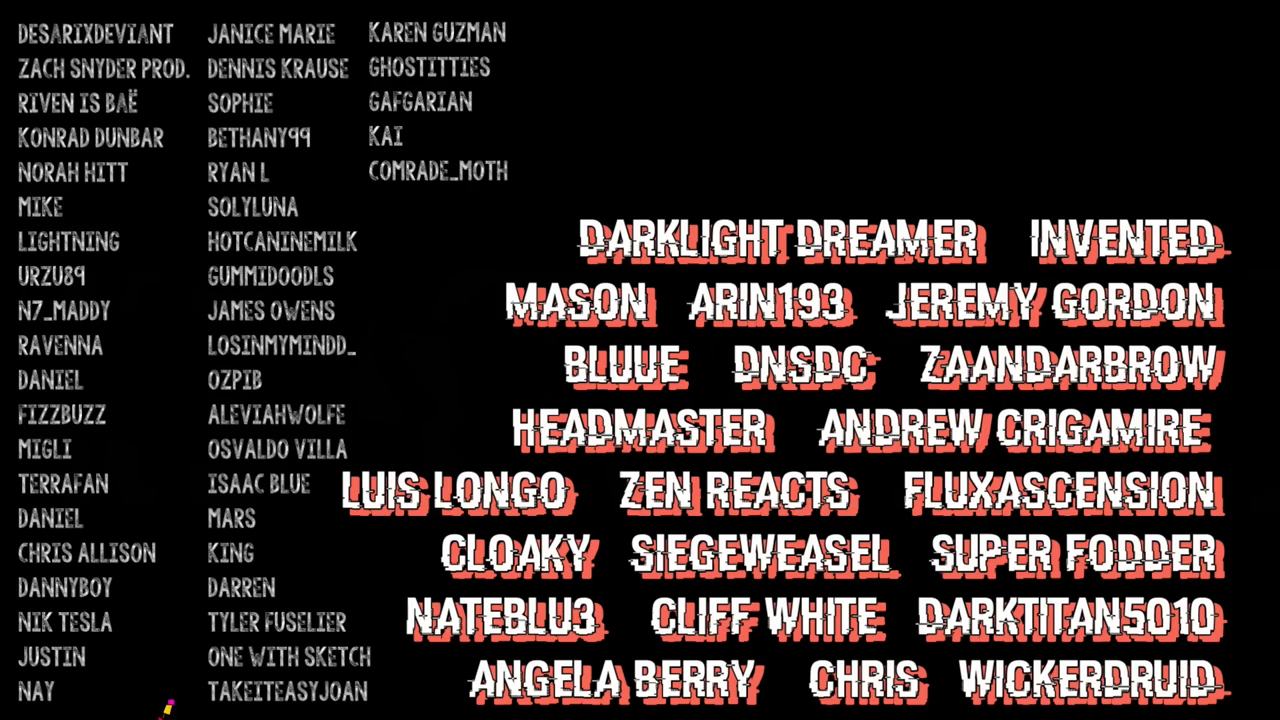 DESARIXDEVIANT
ZACH SNYDER PROD.
RIVEN IS BAË
KONRAD DUNBAR
NORAH HITT
MIKE
LIGHTNING
URZU89
N7_MADDY
RAVENNA
DANIEL
FIZZBUZZ
MIGLI
TERRAFAN
DANIEL
CHRIS ALLISON
DANNYBOY
NIK TESLA
JUSTIN
NAY
JANICE MARIE
DENNIS KRAUSE
SOPHIE
BETHANY99
RYAN L
SOLYLUNA
HOTCANINEMILK
GUMMIDOODLS
JAMES OWENS
LOSINMYMINDD_
OZPIB
ALEVIAHWOLFE
OSVALDO VILLA
ISAAC BLUE
MARS
KING
DARREN
TYLER FUSELIER
ONE WITH SKETCH
TAKEITEASYJOAN
KAREN GUZMAN
GHOSTITTIES
GAFGARIAN
KAI
COMRADE_MOTH
DARKLIGHT DREAMER INVENTED
MASON ARIN193 JEREMY GORDON
BLUUE DNSDC ZAANDARBROW
HEADMASTER ANDREW CRIGAMIRE
LUIS LONGO ZEN REACTS FLUXASCENSION
CLOAKY SIEGEWEASEL SUPER FODDER
NATEBLU3 CLIFF WHITE DARKTITAN5010
ANGELA BERRY CHRIS WICKERDRUID